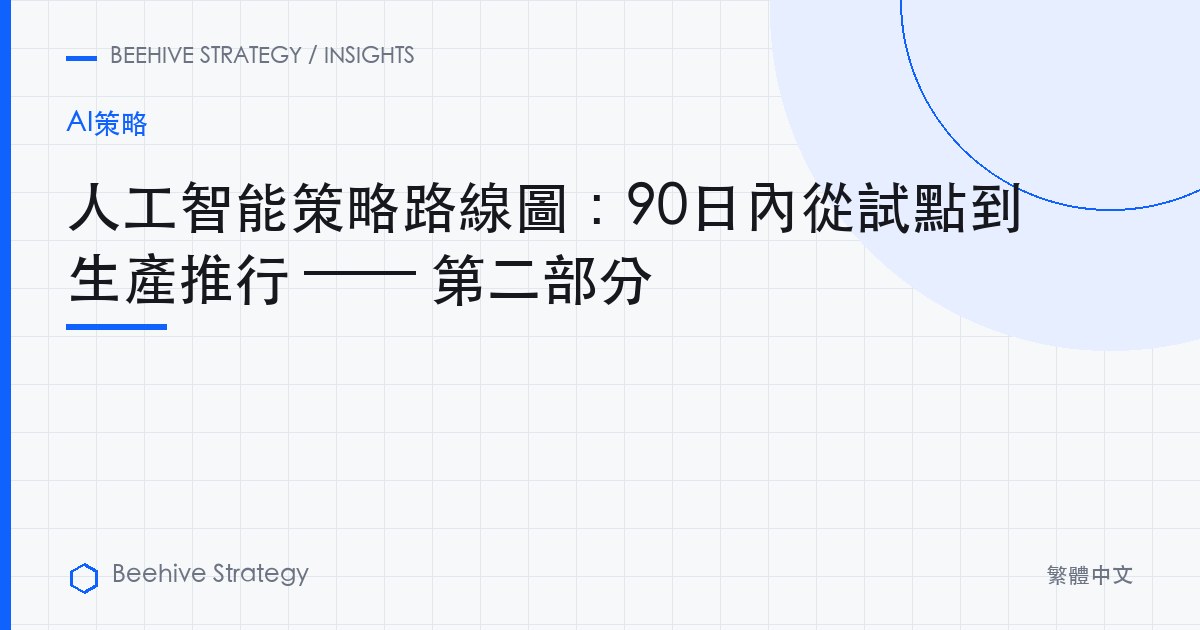 BEEHIVE STRATEGY / INSIGHTS
AI策略
人工智能策略路線圖：90日內從試點到
生產推行 —— 第二部分
Beehive Strategy
繁體中文